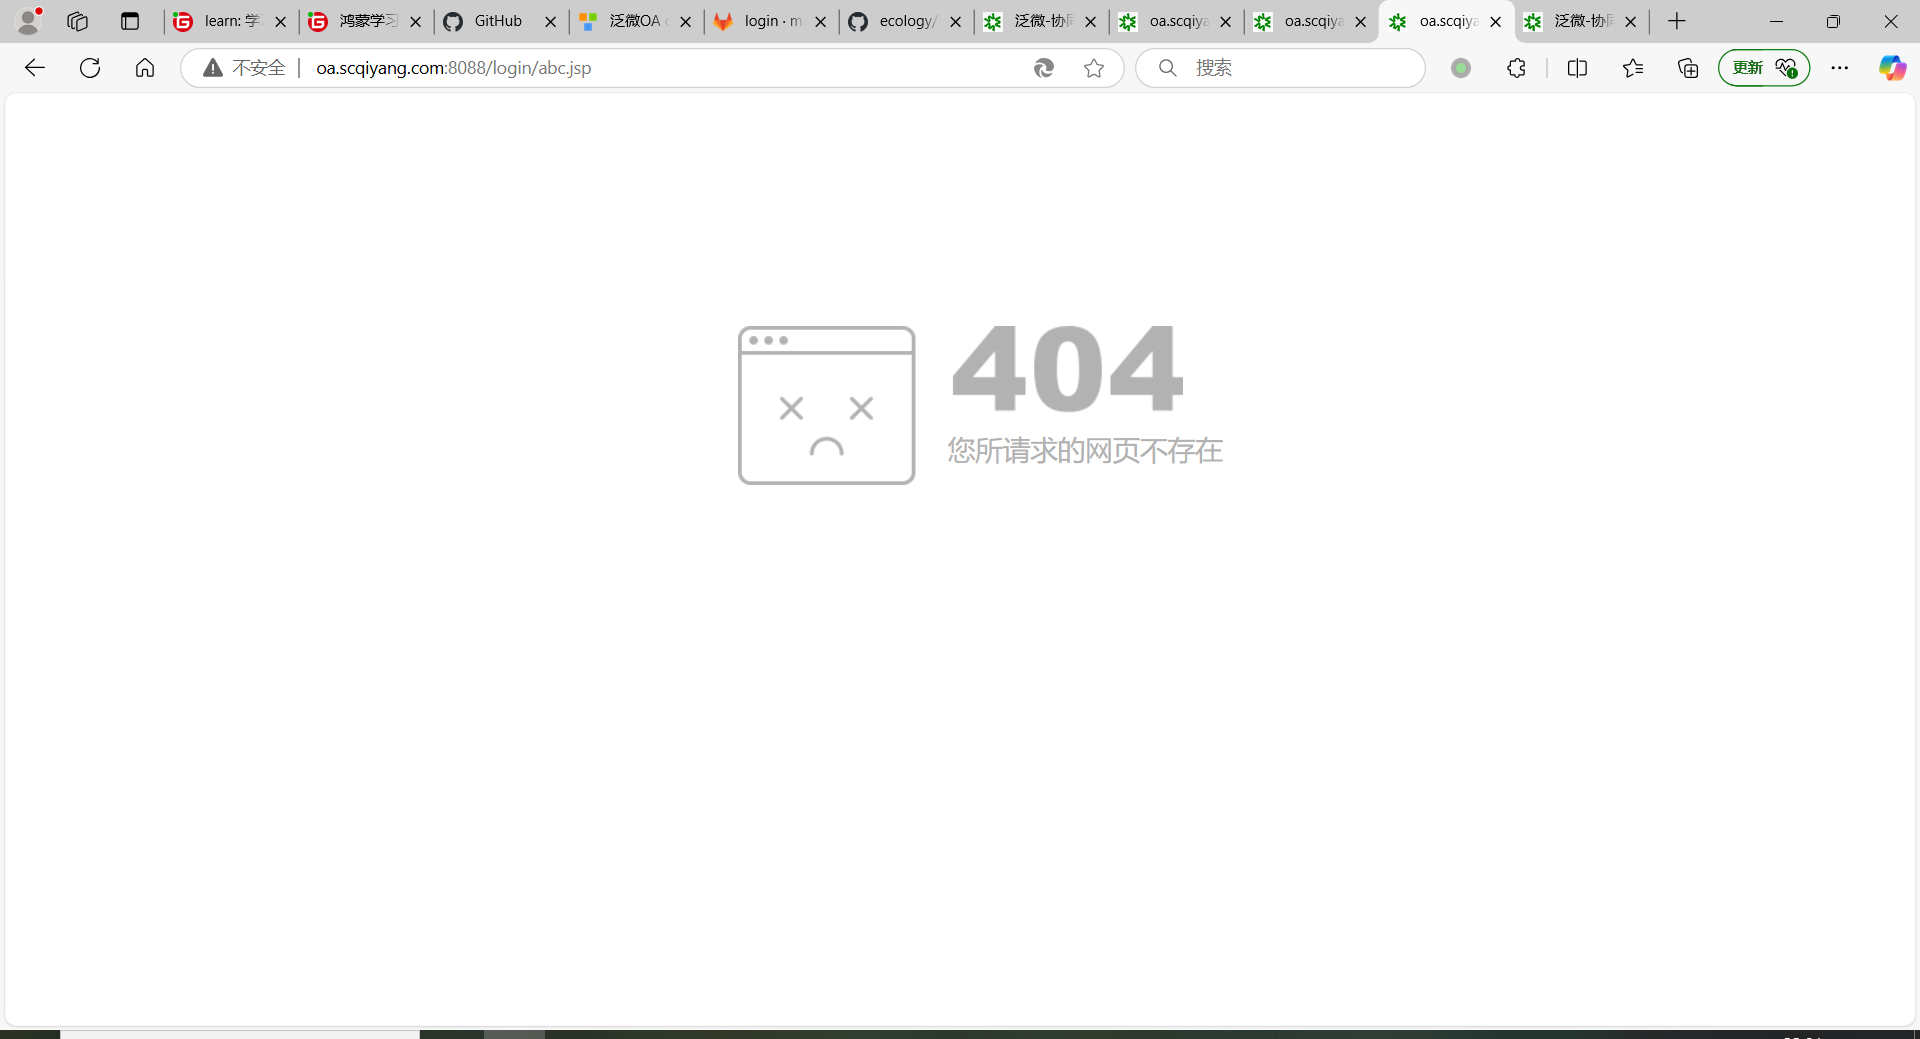 learn: 学
鸿蒙学习
GitHub
泛微OA
login · m
ecology/
泛微-协同
oa.scqiya
oa.scqiya
oa.scqiya
泛微-协同
不安全
oa.scqiyang.com:8088/login/abc.jsp
搜索
更新
404
您所请求的网页不存在